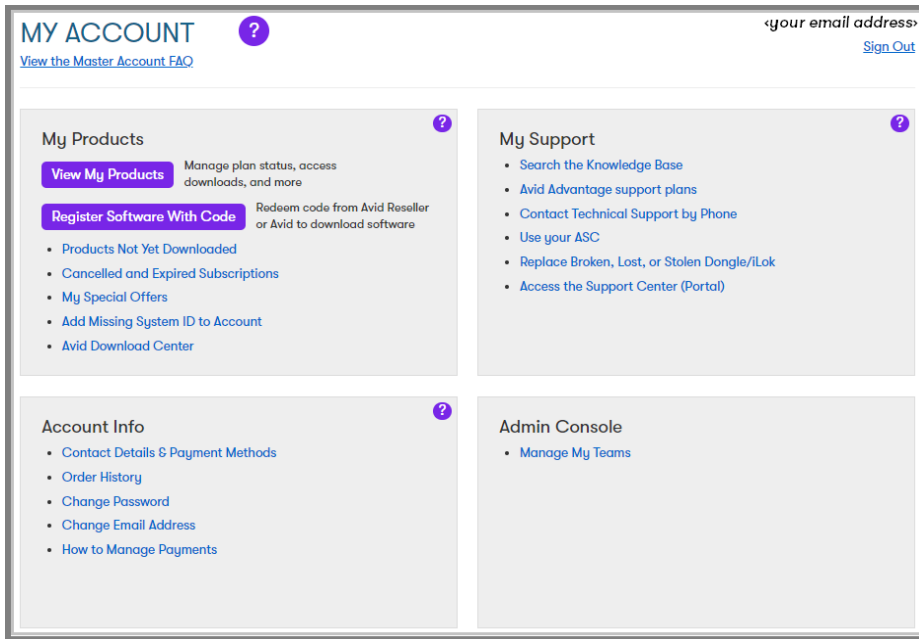 MY ACCOUNT ?
<your email address>
View the Master Account FAQ
Sign Out
?
My Products
View My Products
Manage plan status, access
downloads, and more
Register Software With Code
Redeem code from Avid Reseller
or Avid to download software
• Products Not Yet Downloaded
• Cancelled and Expired Subscriptions
• My Special Offers
• Add Missing System ID to Account
• Avid Download Center
?
My Support
• Search the Knowledge Base
• Avid Advantage support plans
• Contact Technical Support by Phone
• Use your ASC
• Replace Broken, Lost, or Stolen Dongle/iLok
• Access the Support Center (Portal)
?
Account Info
• Contact Details & Payment Methods
• Order History
• Change Password
• Change Email Address
• How to Manage Payments
Admin Console
• Manage My Teams